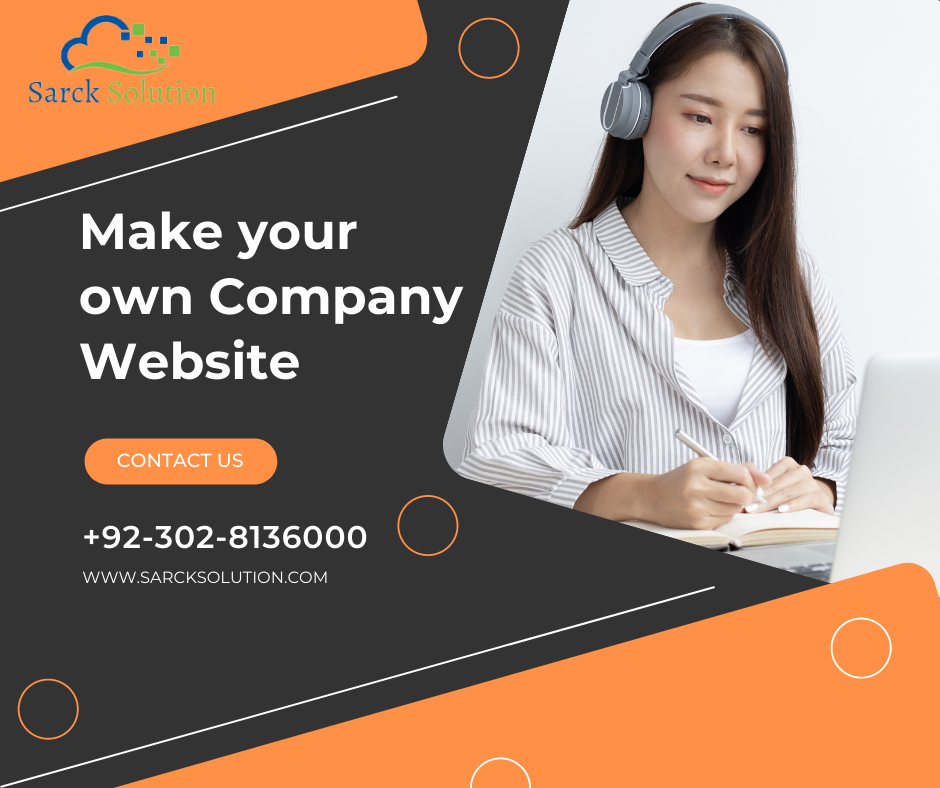 Sarck Solution
Make your
own Company
Website
CONTACT US
+92-302-8136000
WWW.SARCKSOLUTION.COM